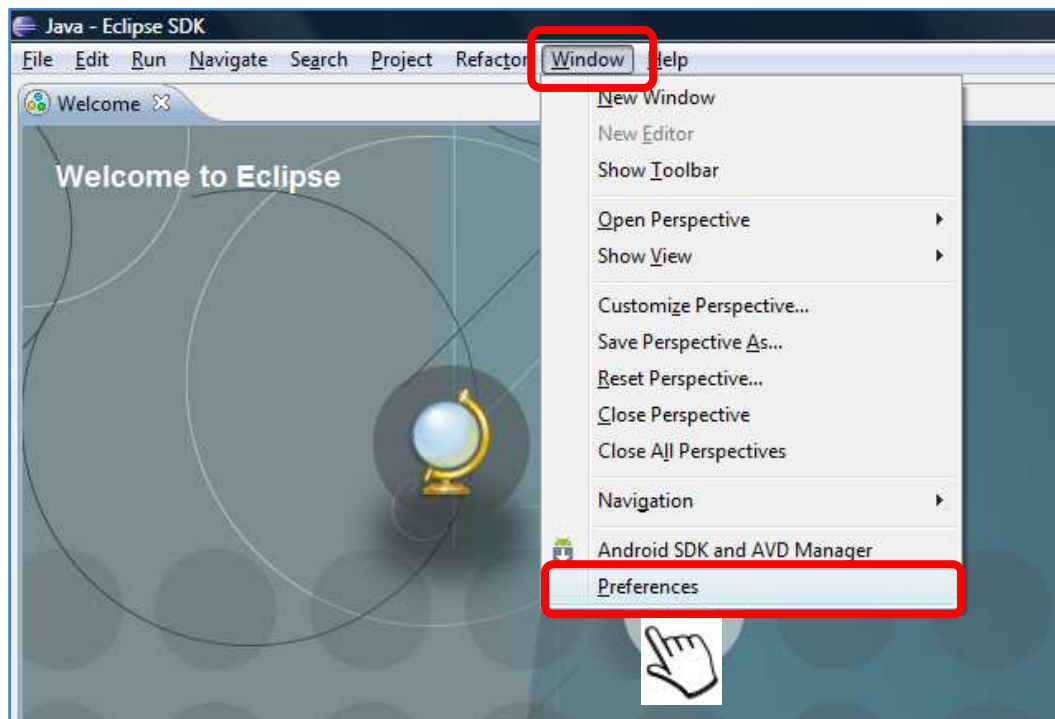 Java - Eclipse SDK
File Edit Run Navigate Search Project Refactor Window Help
Welcome
Welcome to Eclipse
New Window
New Editor
Show Toolbar
Open Perspective
Show View
Customize Perspective...
Save Perspective As...
Reset Perspective...
Close Perspective
Close All Perspectives
Navigation
Android SDK and AVD Manager
Preferences